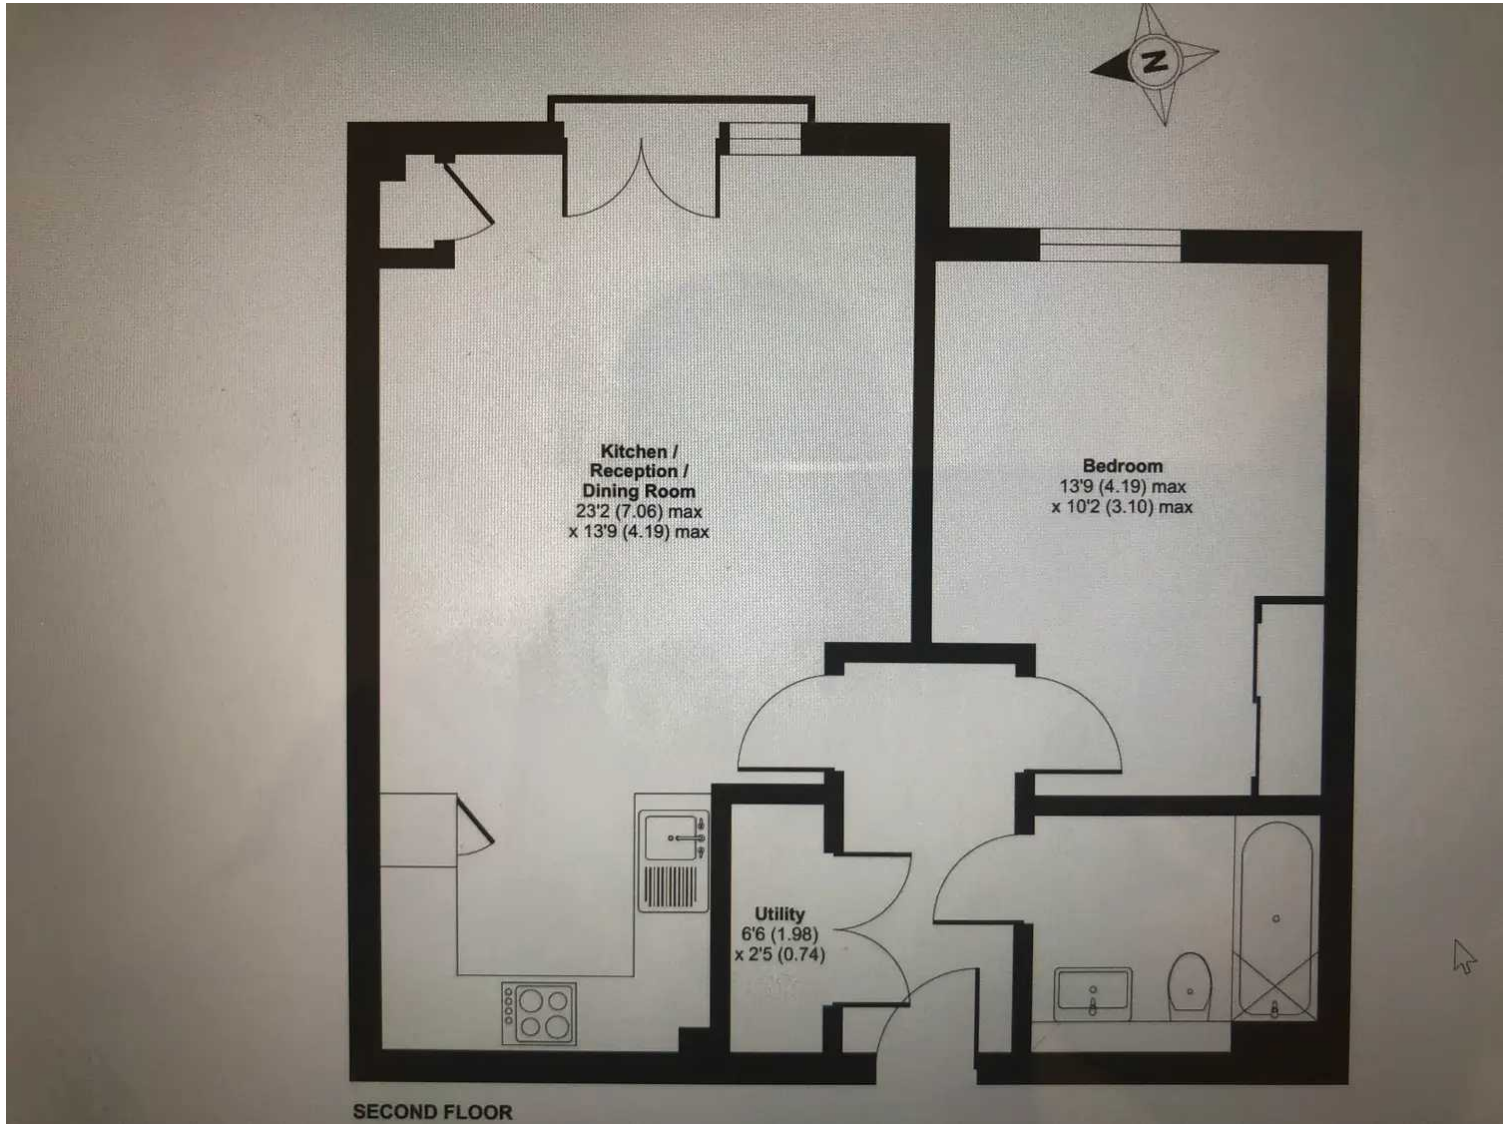 N
Kitchen /
Reception /
Dining Room
23'2 (7.06) max
x 13'9 (4.19) max
Bedroom
13'9 (4.19) max
x 10'2 (3.10) max
Utility
6'6 (1.98)
x 2'5 (0.74)
SECOND FLOOR